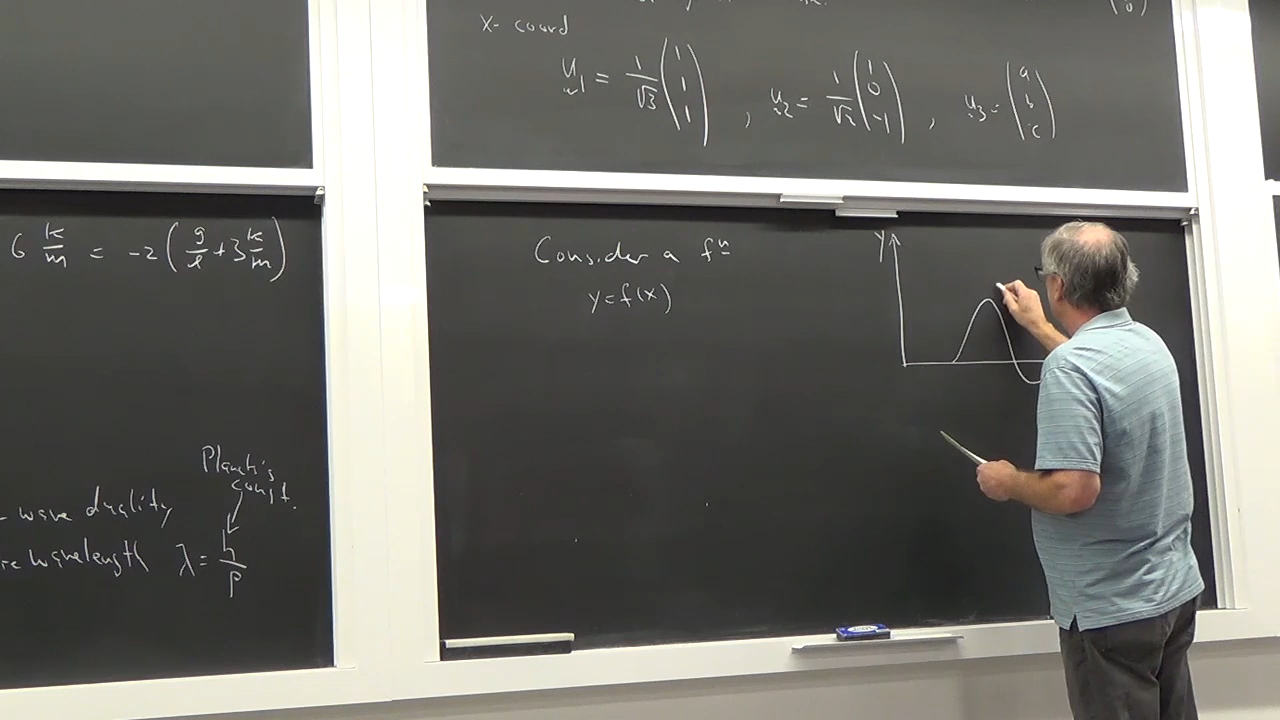 6 k/m = -2 (g/l + 3 k/m)
Planck's
const.
- wave duality
wavelength λ = h/p
x- coord
u1 = 1/√3 (1 1 1) , u2 = 1/√2 (1 0 -1) , u3 = (a b c)
Consider a fn
y = f(x)
y